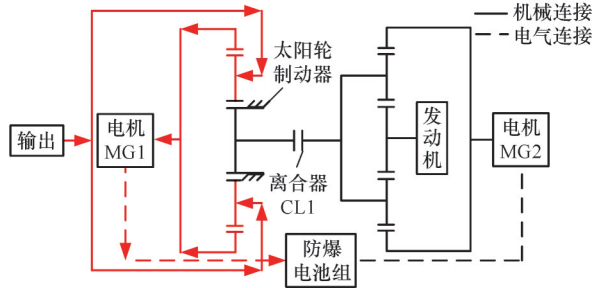 机械连接
电气连接
太阳轮
制动器
输出
电机
MG1
发
动
机
电机
MG2
离合器
CL1
防爆
电池组